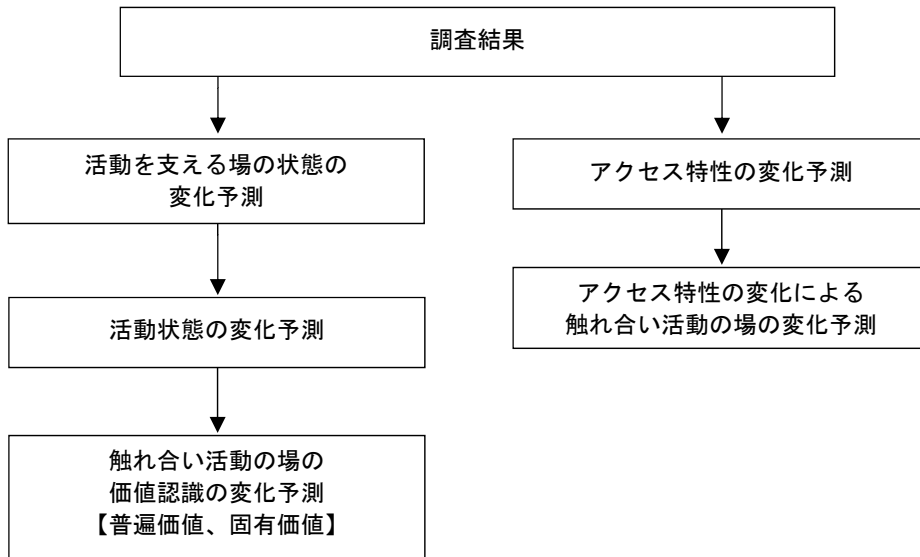 調査結果
活動を支える場の状態の
変化予測
活動状態の変化予測
触れ合い活動の場の
価値認識の変化予測
【普遍価値、固有価値】
アクセス特性の変化予測
アクセス特性の変化による
触れ合い活動の場の変化予測